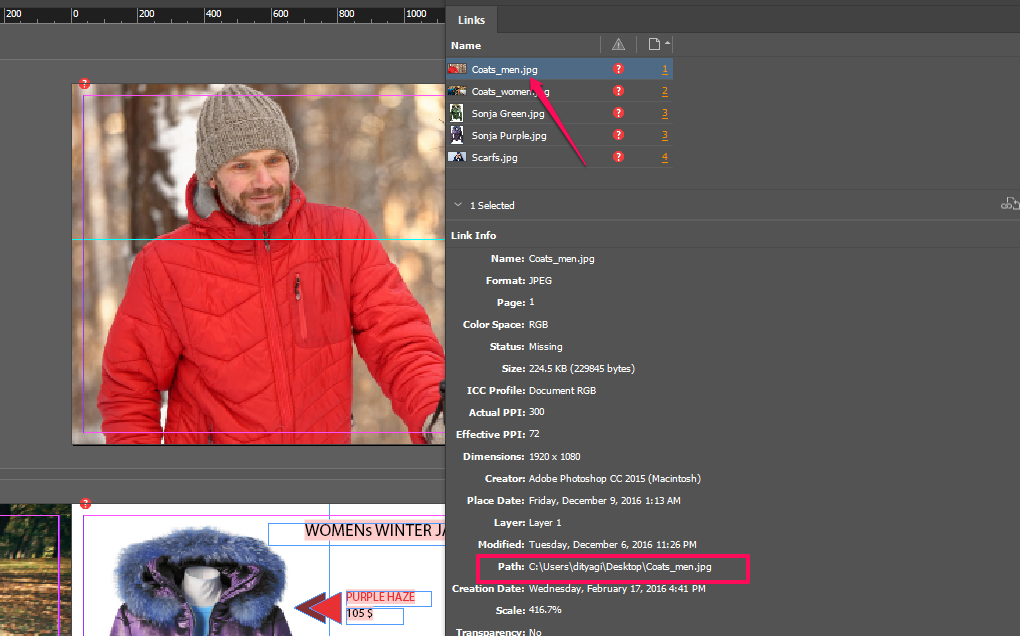 200 0 200 400 600 800 1000
Links
Name
Coats_men.jpg ? 1
Coats_women.jpg ? 2
Sonja Green.jpg ? 3
Sonja Purple.jpg ? 3
Scarfs.jpg ? 4
1 Selected
Link Info
Name: Coats_men.jpg
Format: JPEG
Page: 1
Color Space: RGB
Status: Missing
Size: 224.5 KB (229845 bytes)
ICC Profile: Document RGB
Actual PPI: 300
Effective PPI: 72
Dimensions: 1920 x 1080
Creator: Adobe Photoshop CC 2015 (Macintosh)
Place Date: Friday, December 9, 2016 1:13 AM
Layer: Layer 1
Modified: Tuesday, December 6, 2016 11:26 PM
Path: C:\Users\dityagi\Desktop\Coats_men.jpg
Creation Date: Wednesday, February 17, 2016 4:41 PM
Scale: 416.7%
Transparency: No
?
?
WOMENs WINTER JA
PURPLE HAZE
105 $